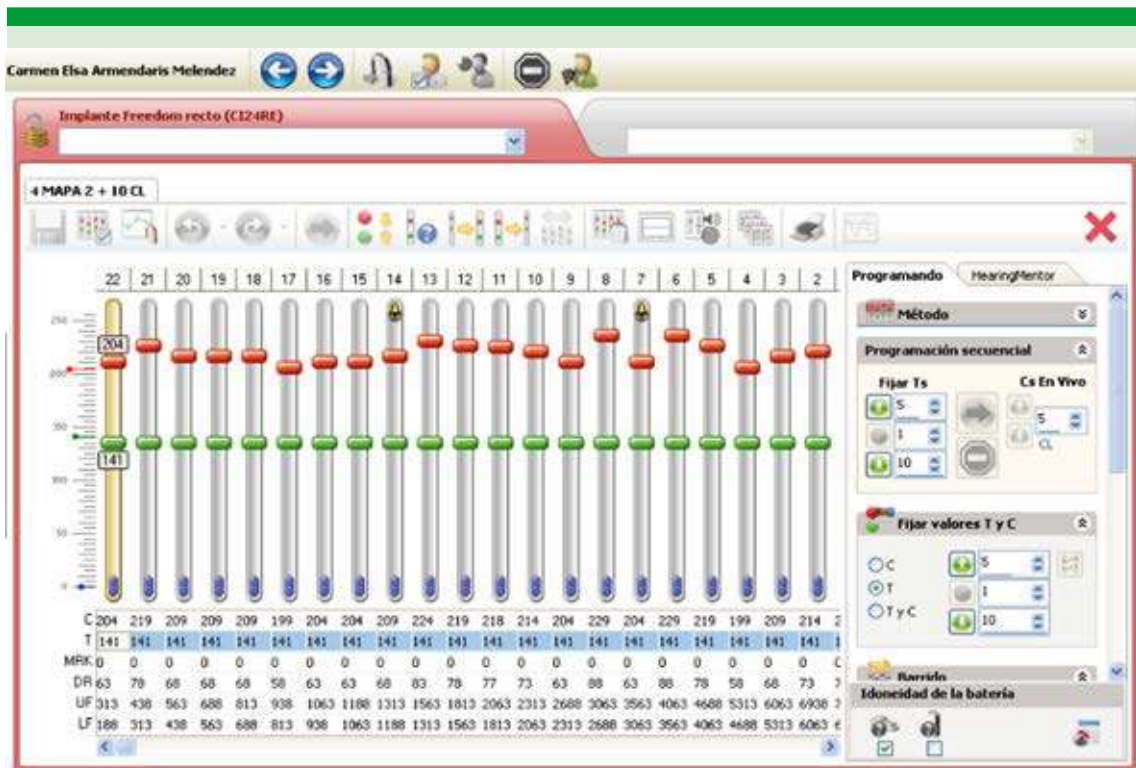 Carmen Elsa Armendaris Melendez
Implante Freedom recto (CI24RE)
4 MAPA 2 + 10 CL
22 21 20 19 18 17 16 15 14 13 12 11 10 9 8 7 6 5 4 3 2
Programando HearingMentor
Método
Programación secuencial
Fijar Ts Cs En Vivo
5
1 5
CL
10
250
204
200
150
141
100
50
0
Fijar valores T y C
C 5
T 1
T y C 10
C 204 219 209 209 209 199 204 204 209 224 219 218 214 204 229 204 229 219 199 209 214
T 141 141 141 141 141 141 141 141 141 141 141 141 141 141 141 141 141 141 141 141 141
MRK 0 0 0 0 0 0 0 0 0 0 0 0 0 0 0 0 0 0 0 0 0
DR 63 78 68 68 68 58 63 63 68 83 78 77 73 63 88 63 88 78 58 68 73
UF 313 438 563 688 813 938 1063 1188 1313 1563 1813 2063 2313 2688 3063 3563 4063 4688 5313 6063 6938
LF 188 313 438 563 688 813 938 1063 1188 1313 1563 1813 2063 2313 2688 3063 3563 4063 4688 5313 6063
Barrido
Idoneidad de la batería